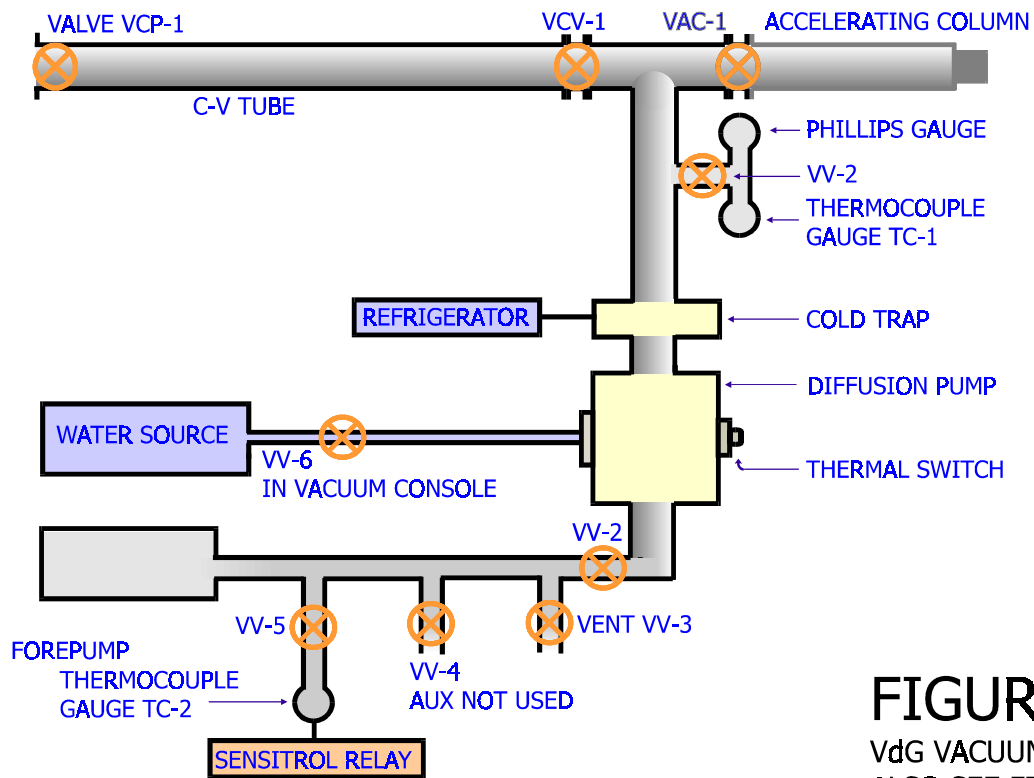 VALVE VCP-1
VCV-1
VAC-1
ACCELERATING COLUMN
C-V TUBE
PHILLIPS GAUGE
VV-2
THERMOCOUPLE
GAUGE TC-1
REFRIGERATOR
COLD TRAP
DIFFUSION PUMP
WATER SOURCE
VV-6
IN VACUUM CONSOLE
THERMAL SWITCH
VV-2
VV-5
VENT VV-3
FOREPUMP
THERMOCOUPLE
GAUGE TC-2
VV-4
AUX NOT USED
SENSITROL RELAY
FIGUR
VdG VACUUM